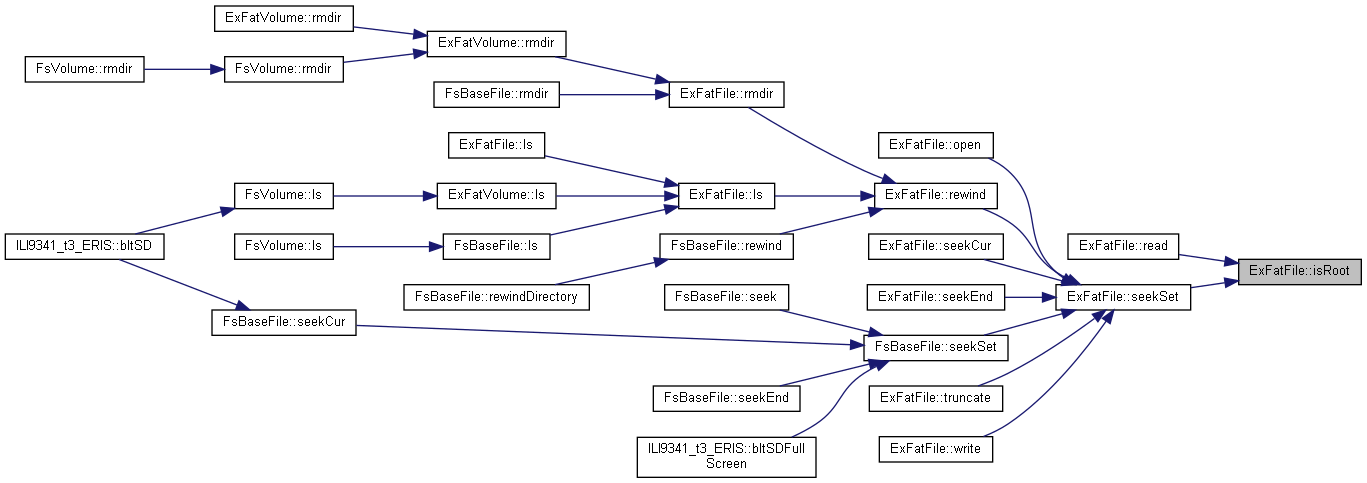 ExFatVolume::rmdir
ExFatVolume::rmdir
FsVolume::rmdir
FsVolume::rmdir
FsBaseFile::rmdir
ExFatFile::rmdir
ExFatFile::ls
ExFatFile::open
FsVolume::ls
ExFatVolume::ls
ExFatFile::ls
ExFatFile::rewind
ILI9341_t3_ERIS::bltSD
FsVolume::ls
FsBaseFile::ls
FsBaseFile::rewind
ExFatFile::seekCur
ExFatFile::read
ExFatFile::isRoot
FsBaseFile::rewindDirectory
FsBaseFile::seek
ExFatFile::seekEnd
ExFatFile::seekSet
FsBaseFile::seekCur
FsBaseFile::seekSet
FsBaseFile::seekEnd
ExFatFile::truncate
ILI9341_t3_ERIS::bltSDFull
Screen
ExFatFile::write